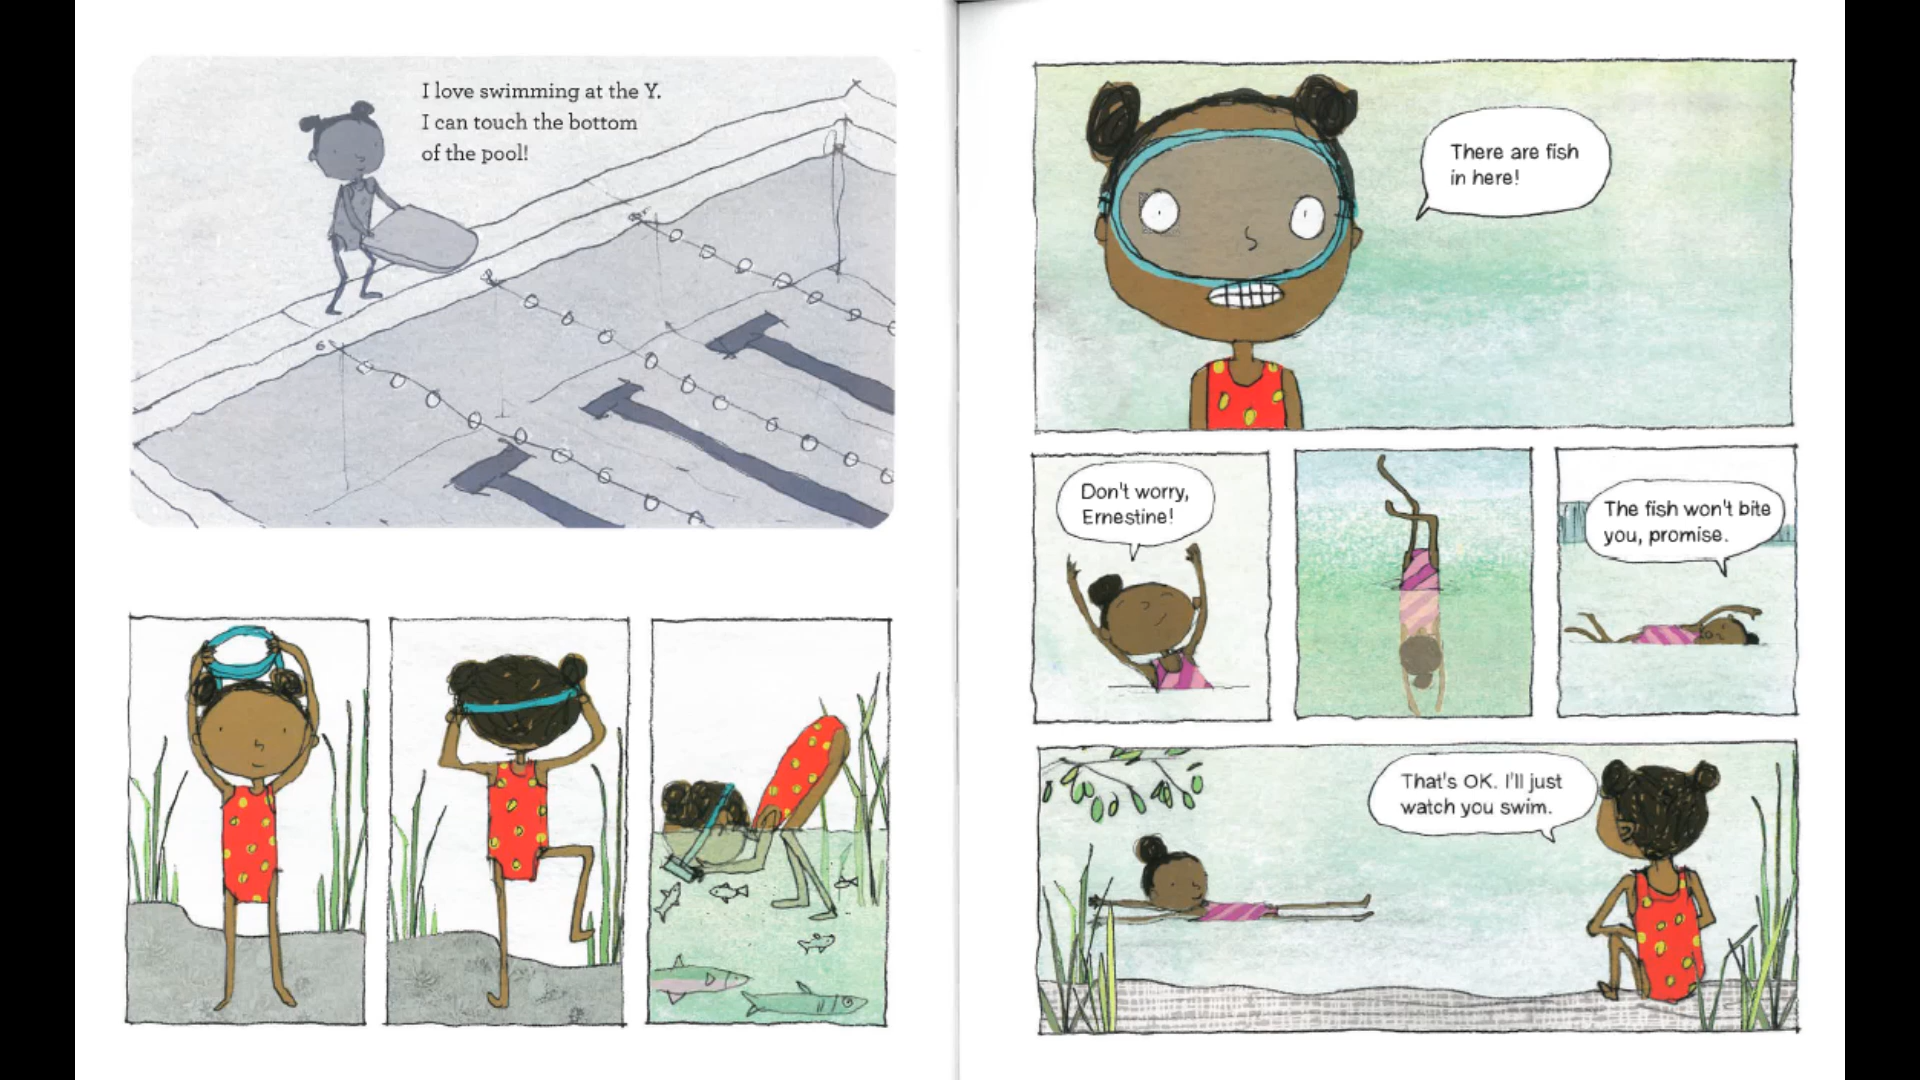 I love swimming at the Y.
I can touch the bottom
of the pool!
There are fish
in here!
Don't worry,
Ernestine!
The fish won't bite
you, promise.
That's OK. I'll just
watch you swim.